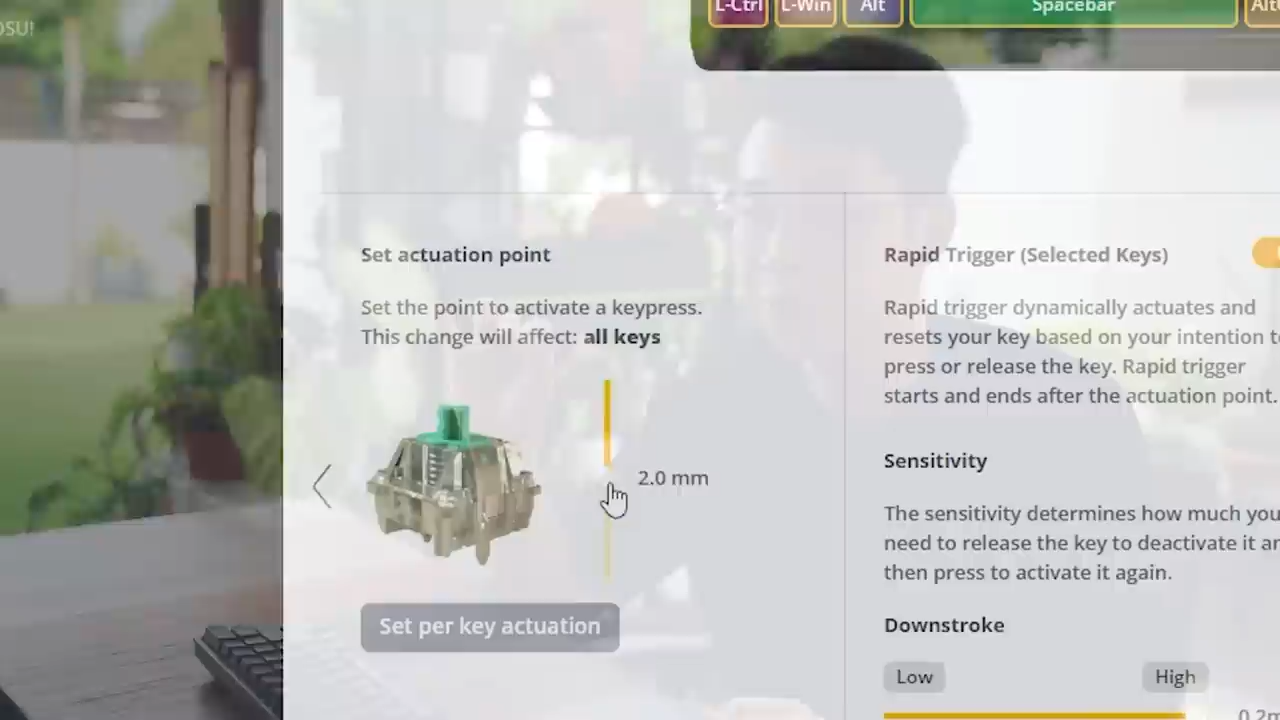 OSU!
L-Ctrl L-Win Alt Spacebar
Set actuation point
Set the point to activate a keypress.
This change will affect: all keys
2.0 mm
Set per key actuation
Rapid Trigger (Selected Keys)
Rapid trigger dynamically actuates and
resets your key based on your intention
press or release the key. Rapid trigger
starts and ends after the actuation point.
Sensitivity
The sensitivity determines how much you
need to release the key to deactivate it
then press to activate it again.
Downstroke
Low High